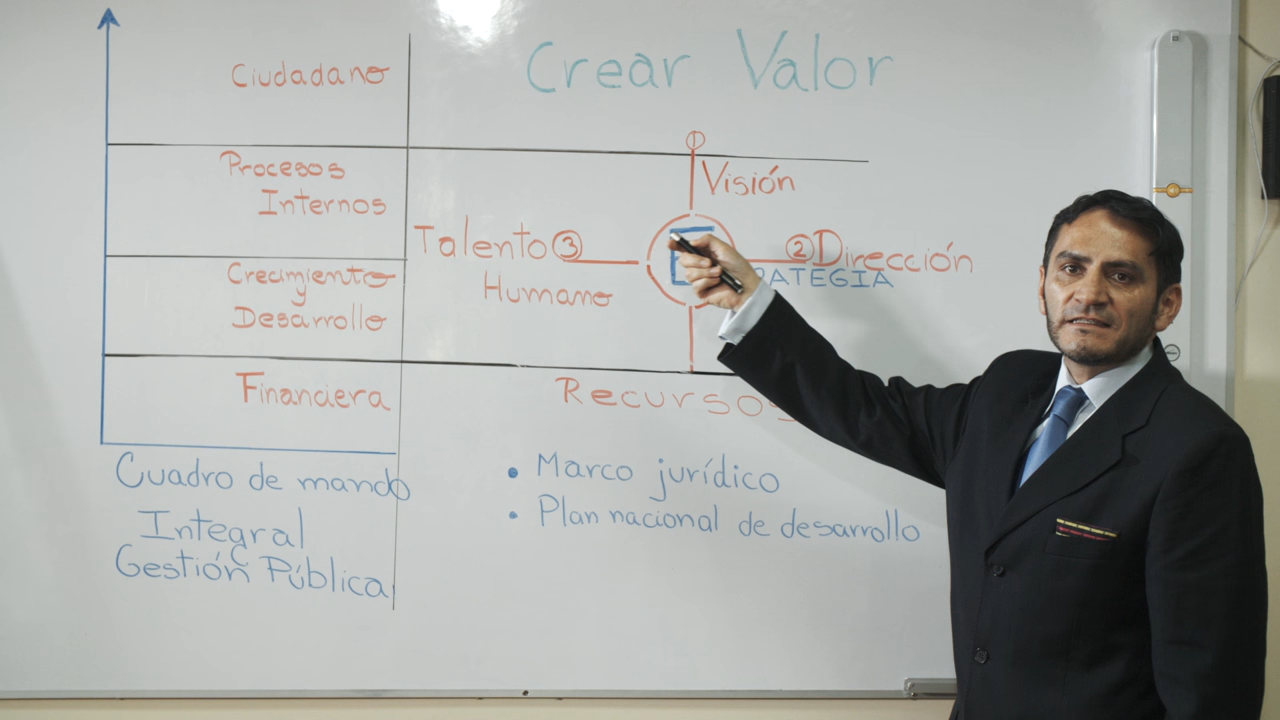 Ciudadano
Procesos
Internos
Crecimiento
y
Desarrollo
Financiera
Cuadro de mando
Integral
Gestión Pública
Crear Valor
①
Visión
Talento ③
Humano
② Dirección
Recursos
• Marco jurídico
• Plan nacional de desarrollo